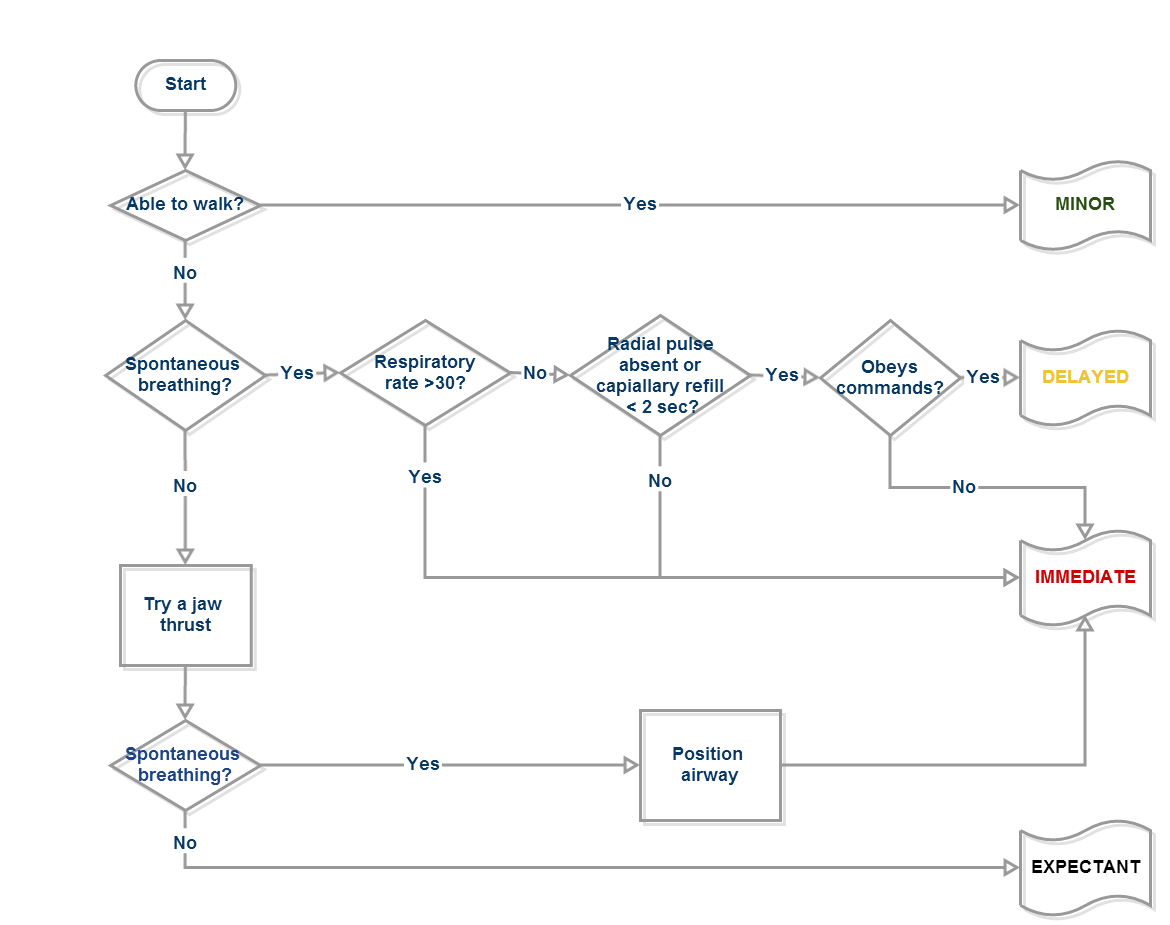 Start
Able to walk?
Yes
MINOR
No
Spontaneous
breathing?
Yes
Respiratory
rate >30?
No
Radial pulse
absent or
capiallary refill
< 2 sec?
Yes
Obeys
commands?
Yes
DELAYED
No
Yes
No
No
IMMEDIATE
Try a jaw
thrust
Spontaneous
breathing?
Yes
Position
airway
No
EXPECTANT